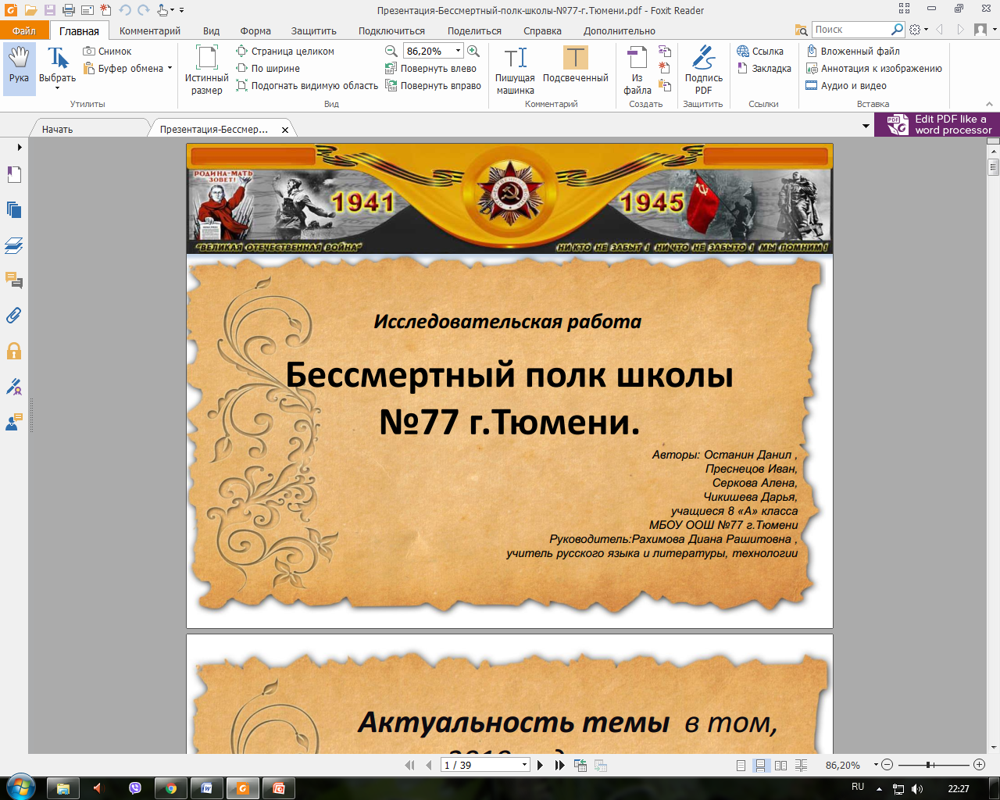 Презентация-Бессмертный-полк-школы-№77-г.Тюмени.pdf - Foxit Reader
Файл Главная Комментарий Вид Форма Защитить Подключиться Поделиться Справка Дополнительно Поиск
Рука Выбрать Снимок Буфер обмена Утилиты
Истинный размер Страница целиком По ширине Подогнать видимую область 86,20% Повернуть влево Повернуть вправо Вид
Пишущая машинка Подсвеченный Комментарий
Из файла Создать
Подпись PDF Защитить
Ссылка Закладка Ссылки
Вложенный файл Аннотация к изображению Аудио и видео Вставка
Начать Презентация-Бессмер...
Edit PDF like a
word processor
РОДИНА-МАТЬ
ЗОВЕТ!
1941 1945
"ВЕЛИКАЯ ОТЕЧЕСТВЕННАЯ ВОЙНА" НИКТО НЕ ЗАБЫТ ! НИЧТО НЕ ЗАБЫТО ! МЫ ПОМНИМ !
Исследовательская работа
Бессмертный полк школы
№77 г.Тюмени.
Авторы: Останин Данил ,
Преснецов Иван,
Серкова Алена,
Чикишева Дарья,
учащиеся 8 «А» класса
МБОУ ООШ №77 г.Тюмени
Руководитель:Рахимова Диана Рашитовна ,
учитель русского языка и литературы, технологии
Актуальность темы в том,
1 / 39 86,20%
RU 22:27